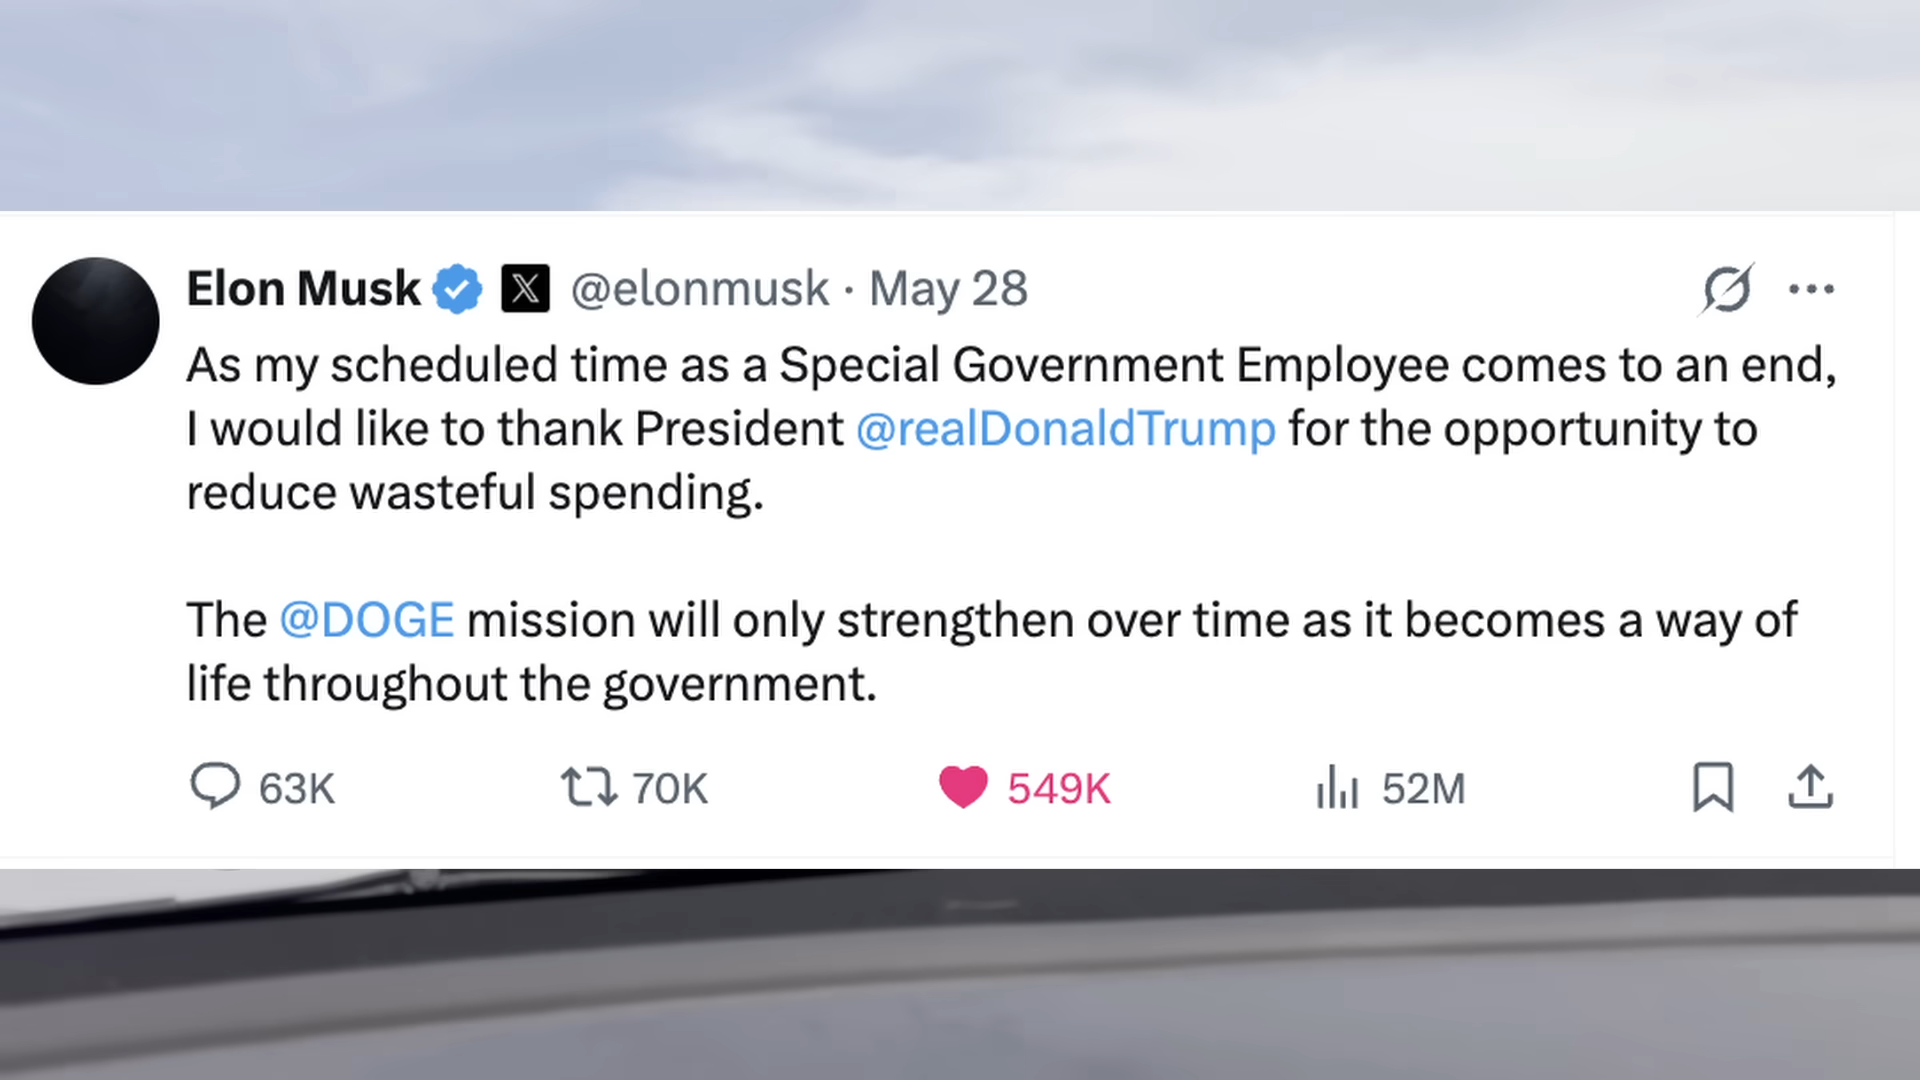 Elon Musk X @elonmusk · May 28
As my scheduled time as a Special Government Employee comes to an end,
I would like to thank President @realDonaldTrump for the opportunity to
reduce wasteful spending.
The @DOGE mission will only strengthen over time as it becomes a way of
life throughout the government.
63K 70K 549K 52M